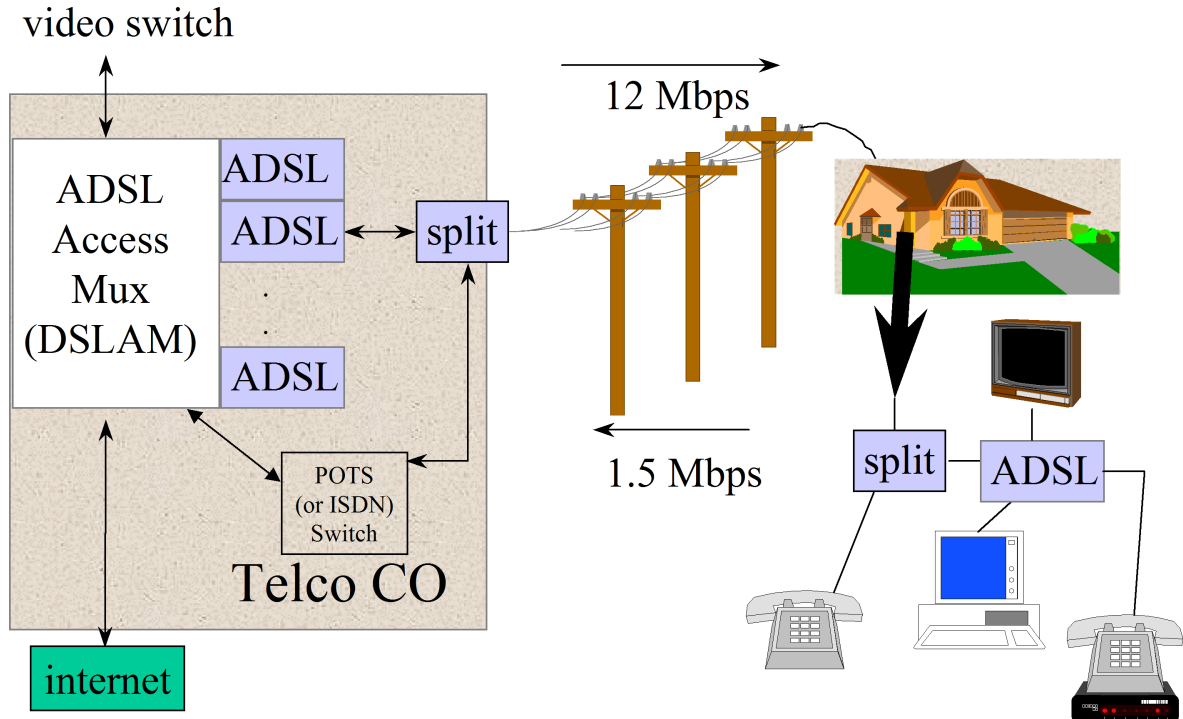 video switch
12 Mbps
ADSL
Access
Mux
(DSLAM)
ADSL
ADSL
.
.
ADSL
split
POTS
(or ISDN)
Switch
Telco CO
internet
1.5 Mbps
split
ADSL